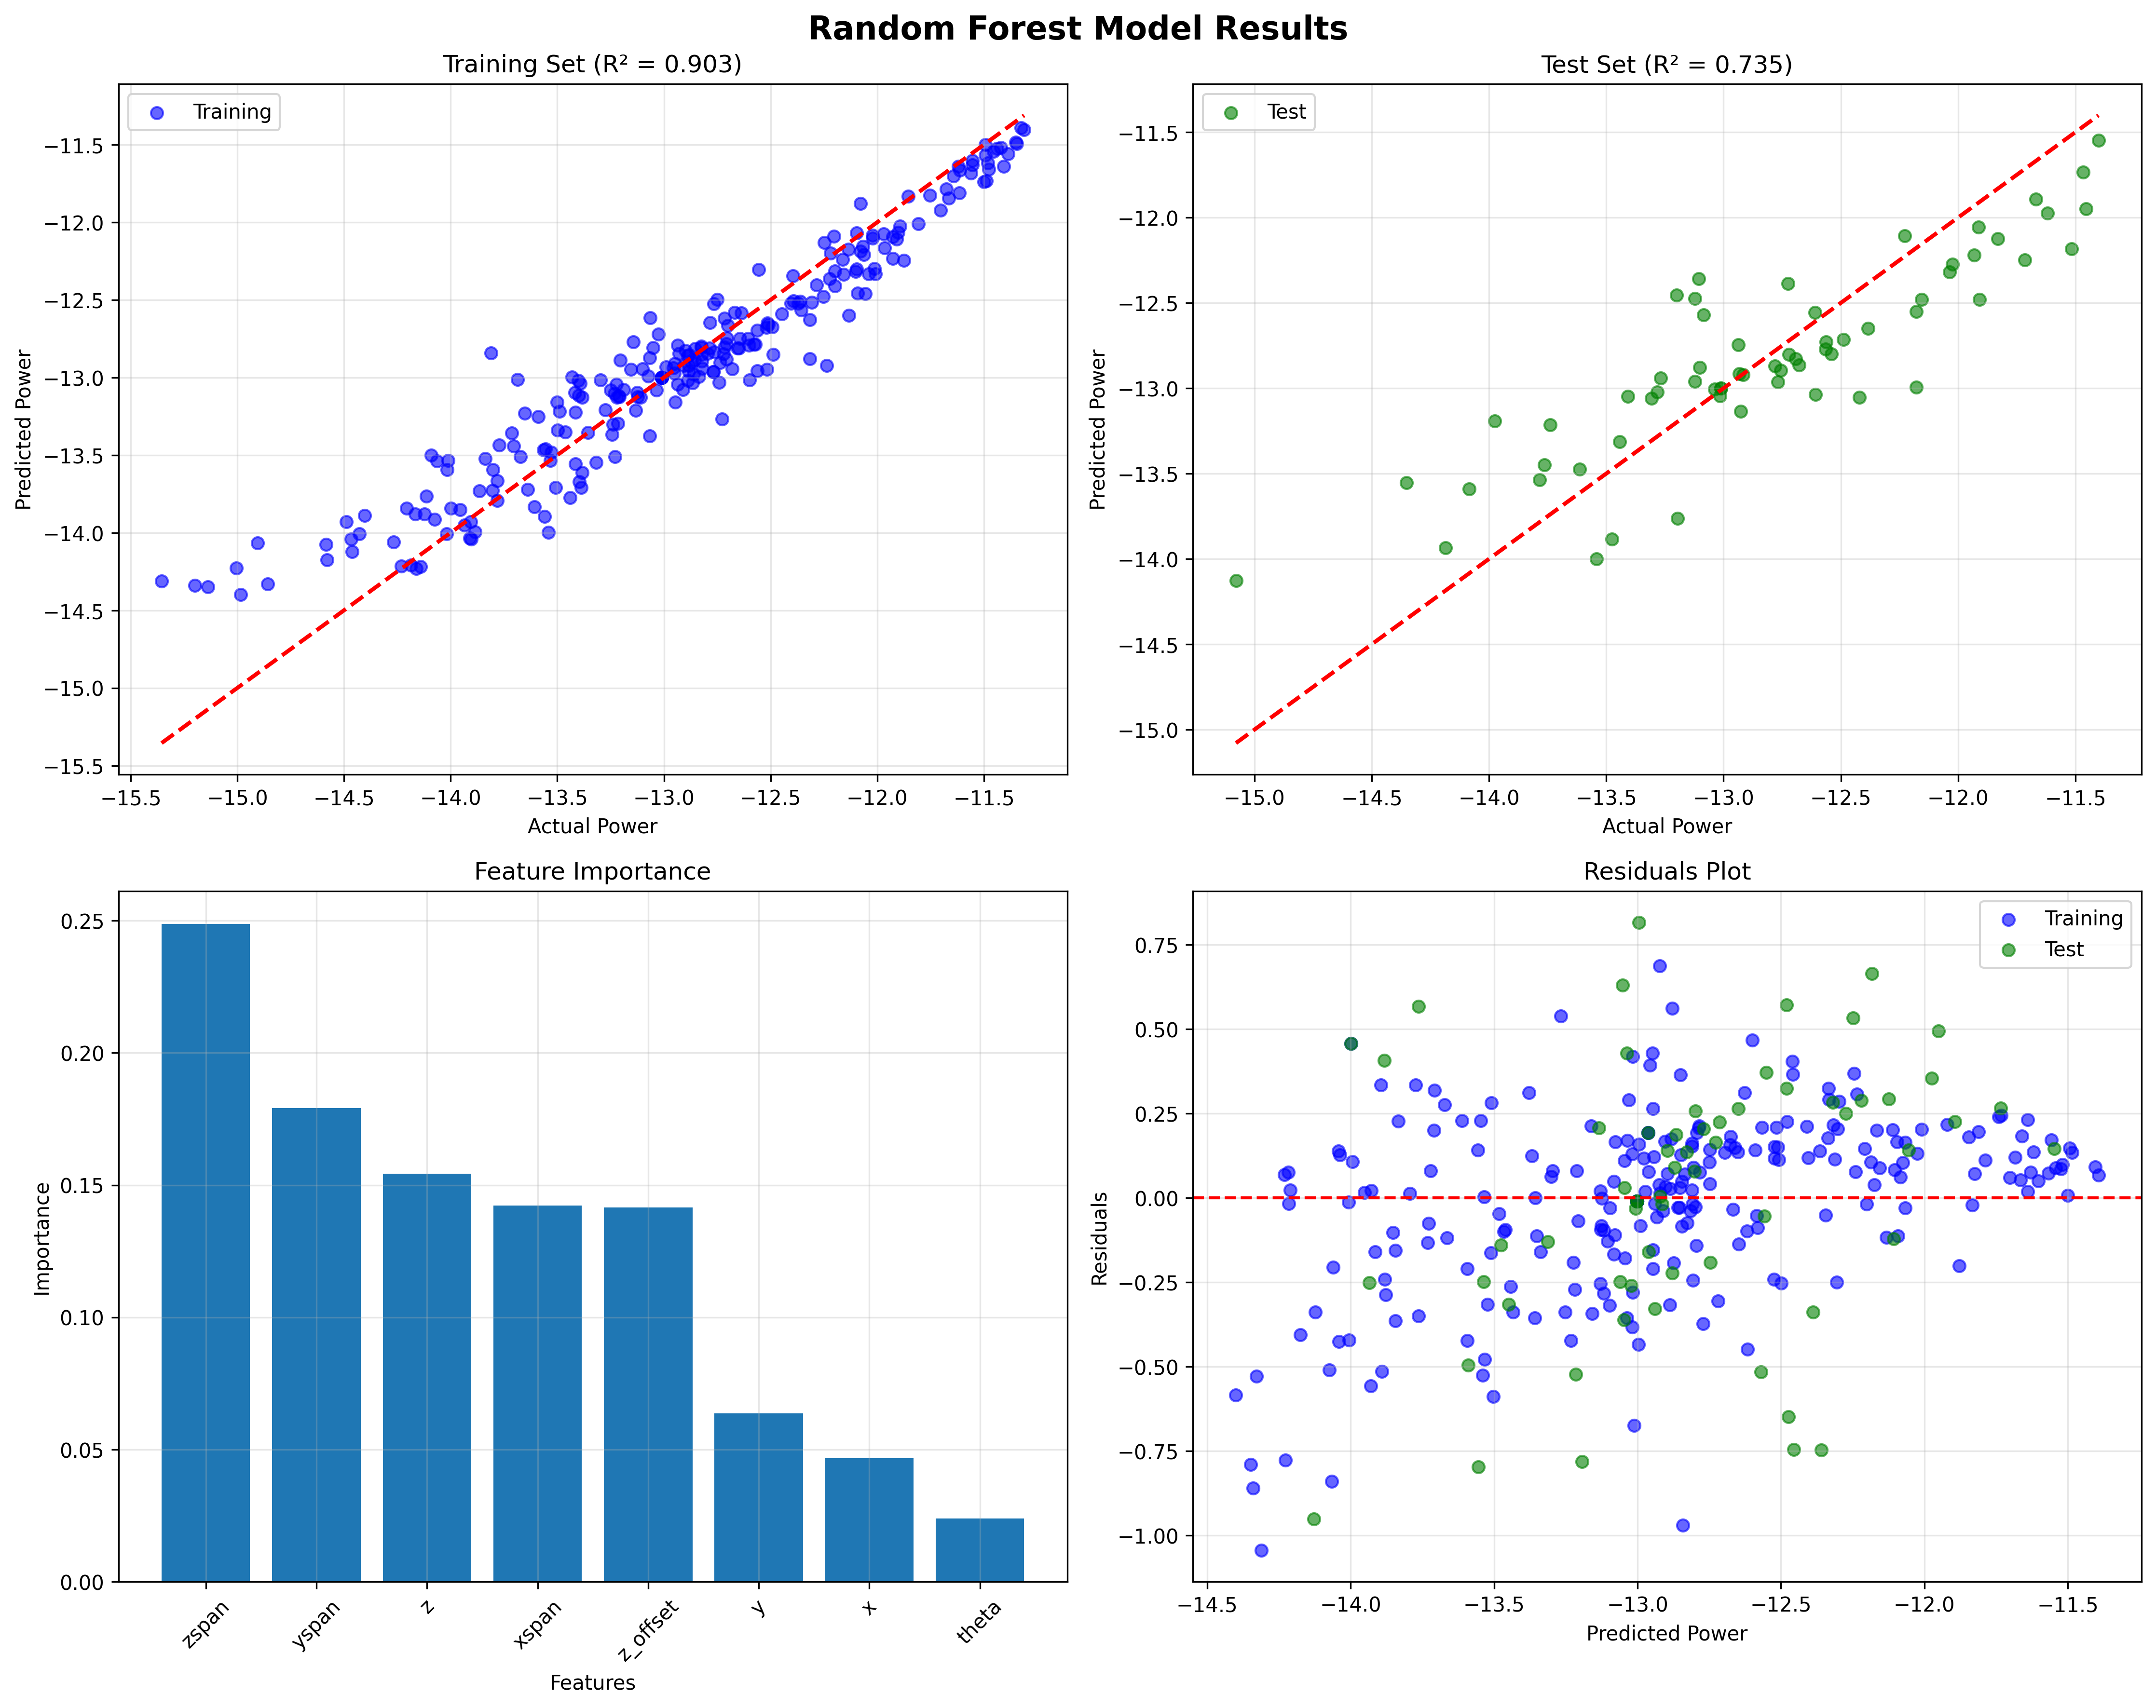 Random Forest Model Results
Training Set (R² = 0.903)
Training
−11.5
−12.0
−12.5
−13.0
−13.5
−14.0
−14.5
−15.0
−15.5
Predicted Power
−15.5 −15.0 −14.5 −14.0 −13.5 −13.0 −12.5 −12.0 −11.5
Actual Power
Test Set (R² = 0.735)
Test
−11.5
−12.0
−12.5
−13.0
−13.5
−14.0
−14.5
−15.0
Predicted Power
−15.0 −14.5 −14.0 −13.5 −13.0 −12.5 −12.0 −11.5
Actual Power
Feature Importance
0.25
0.20
0.15
0.10
0.05
0.00
Importance
zspan yspan z xspan z_offset y x theta
Features
Residuals Plot
Training
Test
0.75
0.50
0.25
0.00
−0.25
−0.50
−0.75
−1.00
Residuals
−14.5 −14.0 −13.5 −13.0 −12.5 −12.0 −11.5
Predicted Power